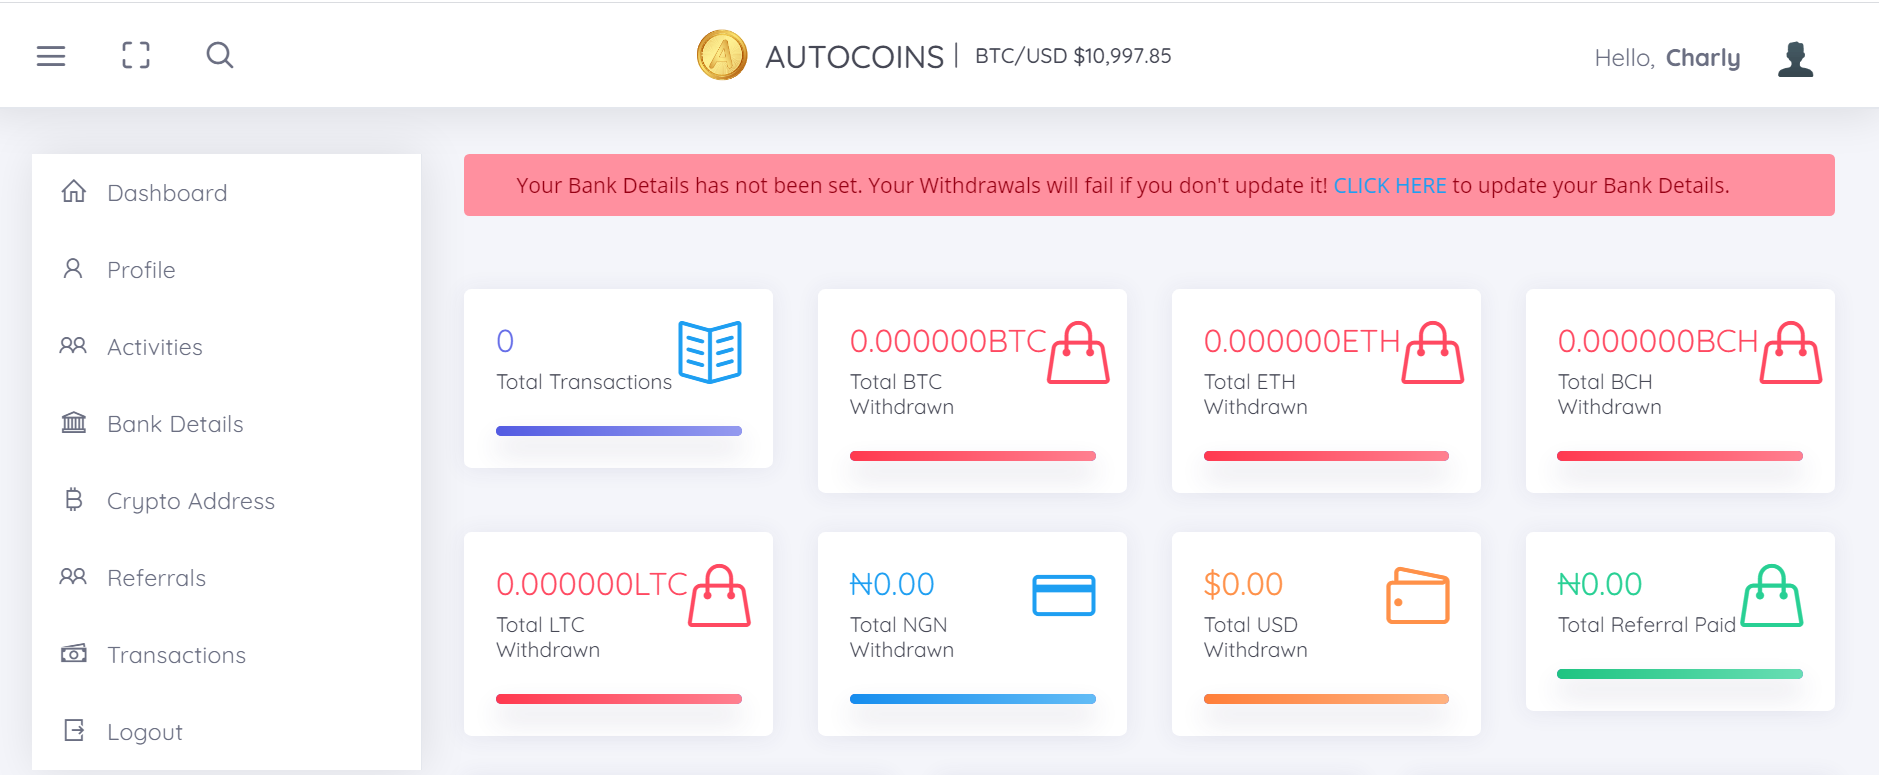 AUTOCOINS | BTC/USD $10,997.85
Hello, Charly
Dashboard
Profile
Activities
Bank Details
Crypto Address
Referrals
Transactions
Logout
Your Bank Details has not been set. Your Withdrawals will fail if you don't update it! CLICK HERE to update your Bank Details.
0
Total Transactions
0.000000BTC
Total BTC
Withdrawn
0.000000ETH
Total ETH
Withdrawn
0.000000BCH
Total BCH
Withdrawn
0.000000LTC
Total LTC
Withdrawn
₦0.00
Total NGN
Withdrawn
$0.00
Total USD
Withdrawn
₦0.00
Total Referral Paid